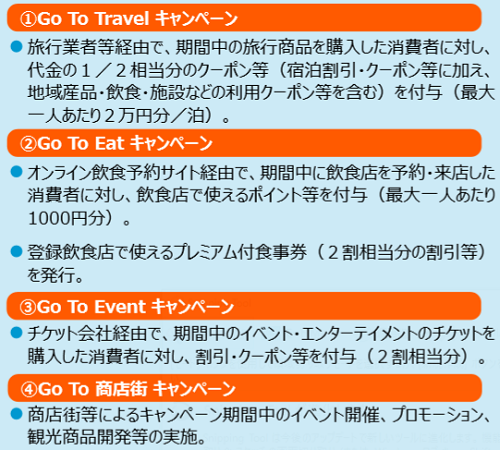 ①Go To Travel キャンペーン
● 旅行業者等経由で、期間中の旅行商品を購入した消費者に対し、
代金の１／２相当分のクーポン等（宿泊割引・クーポン等に加え、
地域産品・飲食・施設などの利用クーポン等を含む）を付与（最大
一人あたり２万円分／泊）。
②Go To Eat キャンペーン
● オンライン飲食予約サイト経由で、期間中に飲食店を予約・来店した
消費者に対し、飲食店で使えるポイント等を付与（最大一人あたり
1000円分）。
● 登録飲食店で使えるプレミアム付食事券（２割相当分の割引等）
を発行。
③Go To Event キャンペーン
● チケット会社経由で、期間中のイベント・エンターテイメントのチケットを
購入した消費者に対し、割引・クーポン等を付与（２割相当分）。
④Go To 商店街 キャンペーン
● 商店街等によるキャンペーン期間中のイベント開催、プロモーション、
観光商品開発等の実施。